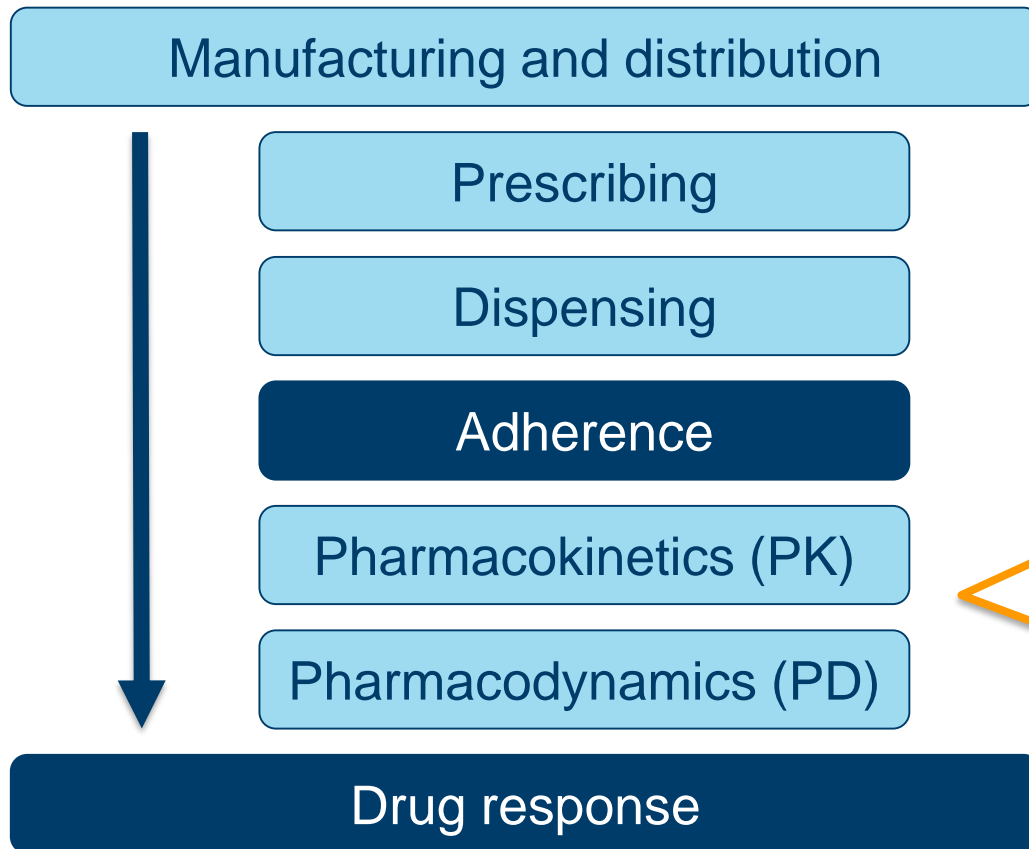 Manufacturing and distribution
Prescribing
Dispensing
Adherence
Pharmacokinetics (PK)
Pharmacodynamics (PD)
Drug response